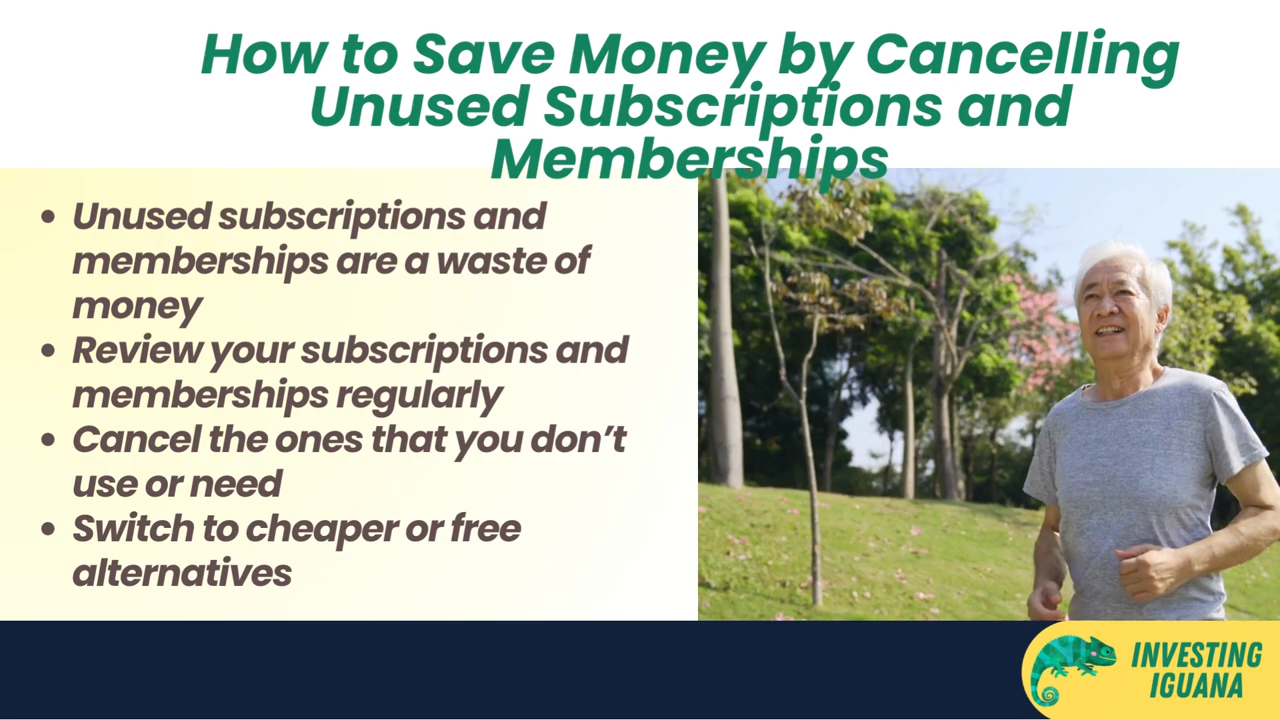 How to Save Money by Cancelling
Unused Subscriptions and
Memberships
• Unused subscriptions and
memberships are a waste of
money
• Review your subscriptions and
memberships regularly
• Cancel the ones that you don’t
use or need
• Switch to cheaper or free
alternatives
INVESTING
IGUANA